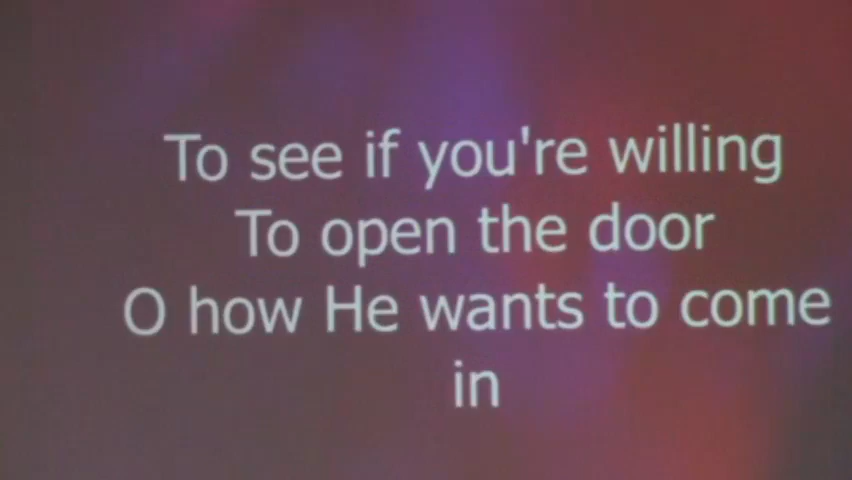 To see if you're willing
To open the door
O how He wants to come
in